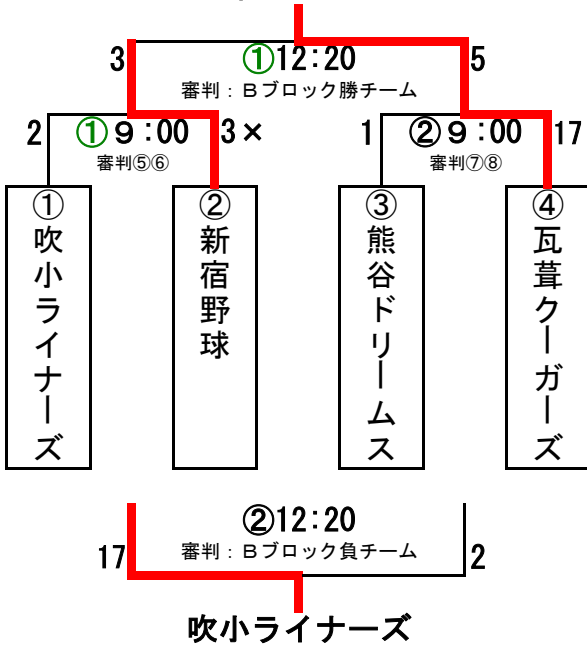 3 ①12:20 5
審判：Ｂブロック勝チーム
2 ①９:00 3× 1 ②９:00 17
審判⑤⑥ 審判⑦⑧
①吹小ライナーズ
②新宿野球
③熊谷ドリームス
④瓦葺クーガーズ
②12:20
17 審判：Ｂブロック負チーム 2
吹小ライナーズ